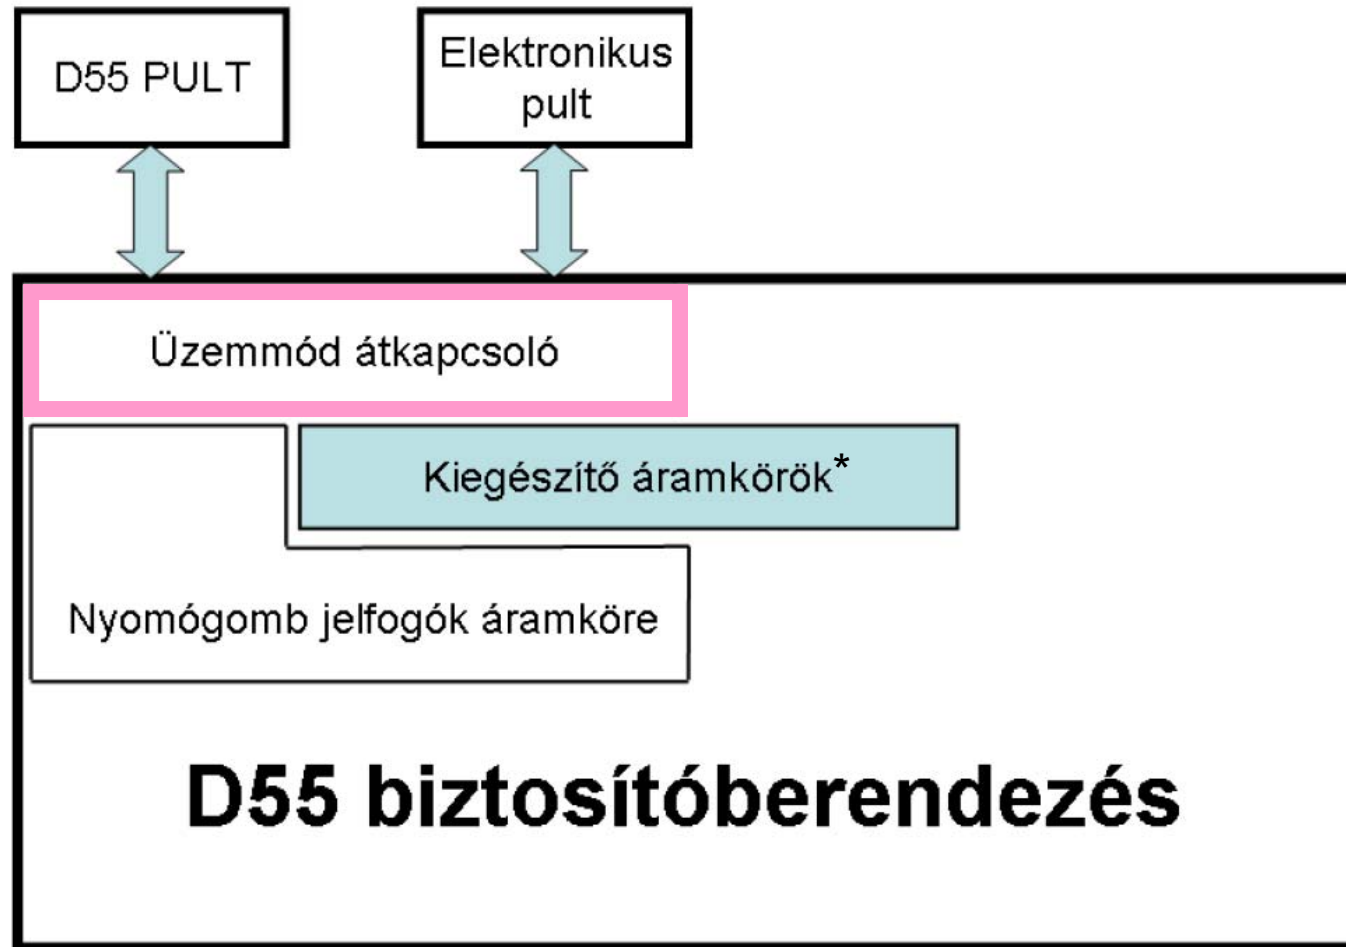 D55 PULT
Elektronikus
pult
Üzemmód átkapcsoló
Kiegészítő áramkörök*
Nyomógomb jelfogók áramköre
D55 biztosítóberendezés